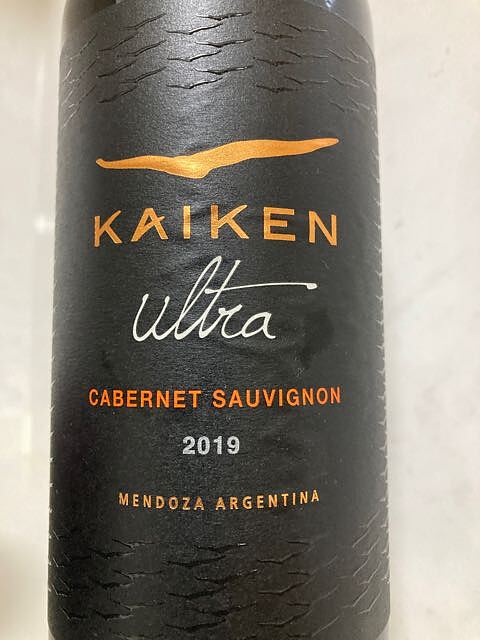 KAIKEN
ultra
CABERNET SAUVIGNON
2019
MENDOZA ARGENTINA